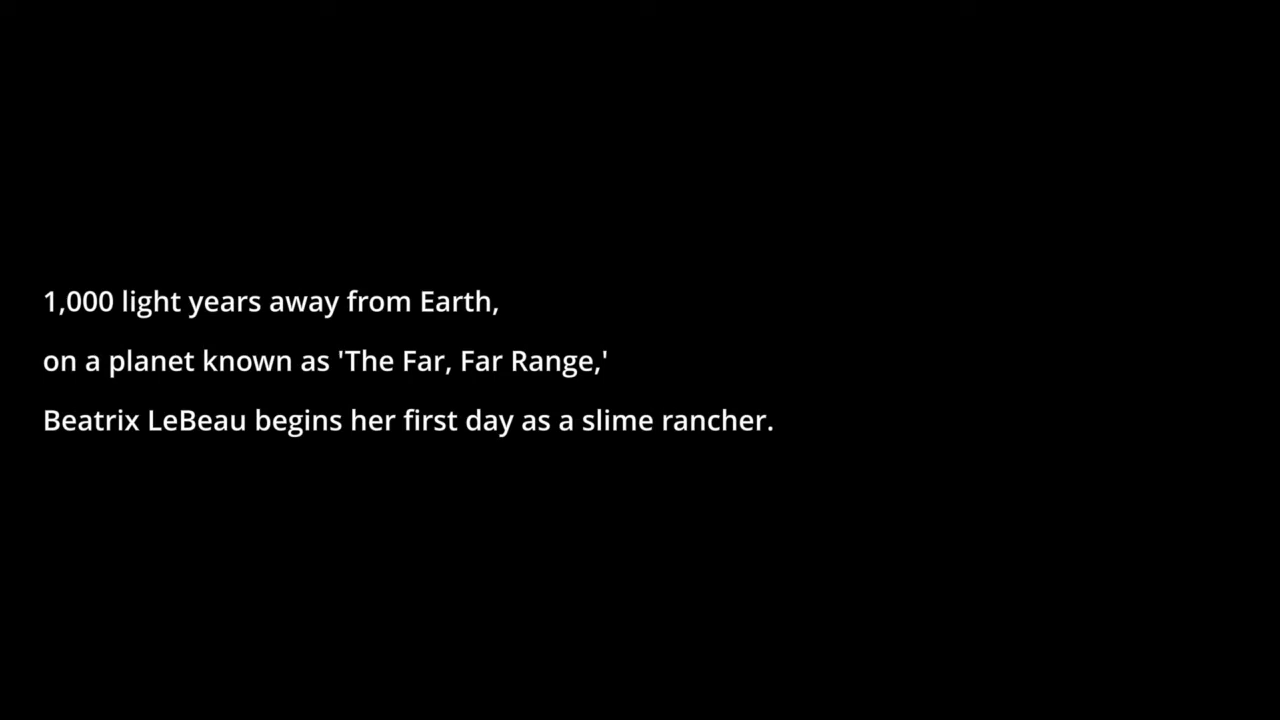 1,000 light years away from Earth,
on a planet known as 'The Far, Far Range,'
Beatrix LeBeau begins her first day as a slime rancher.